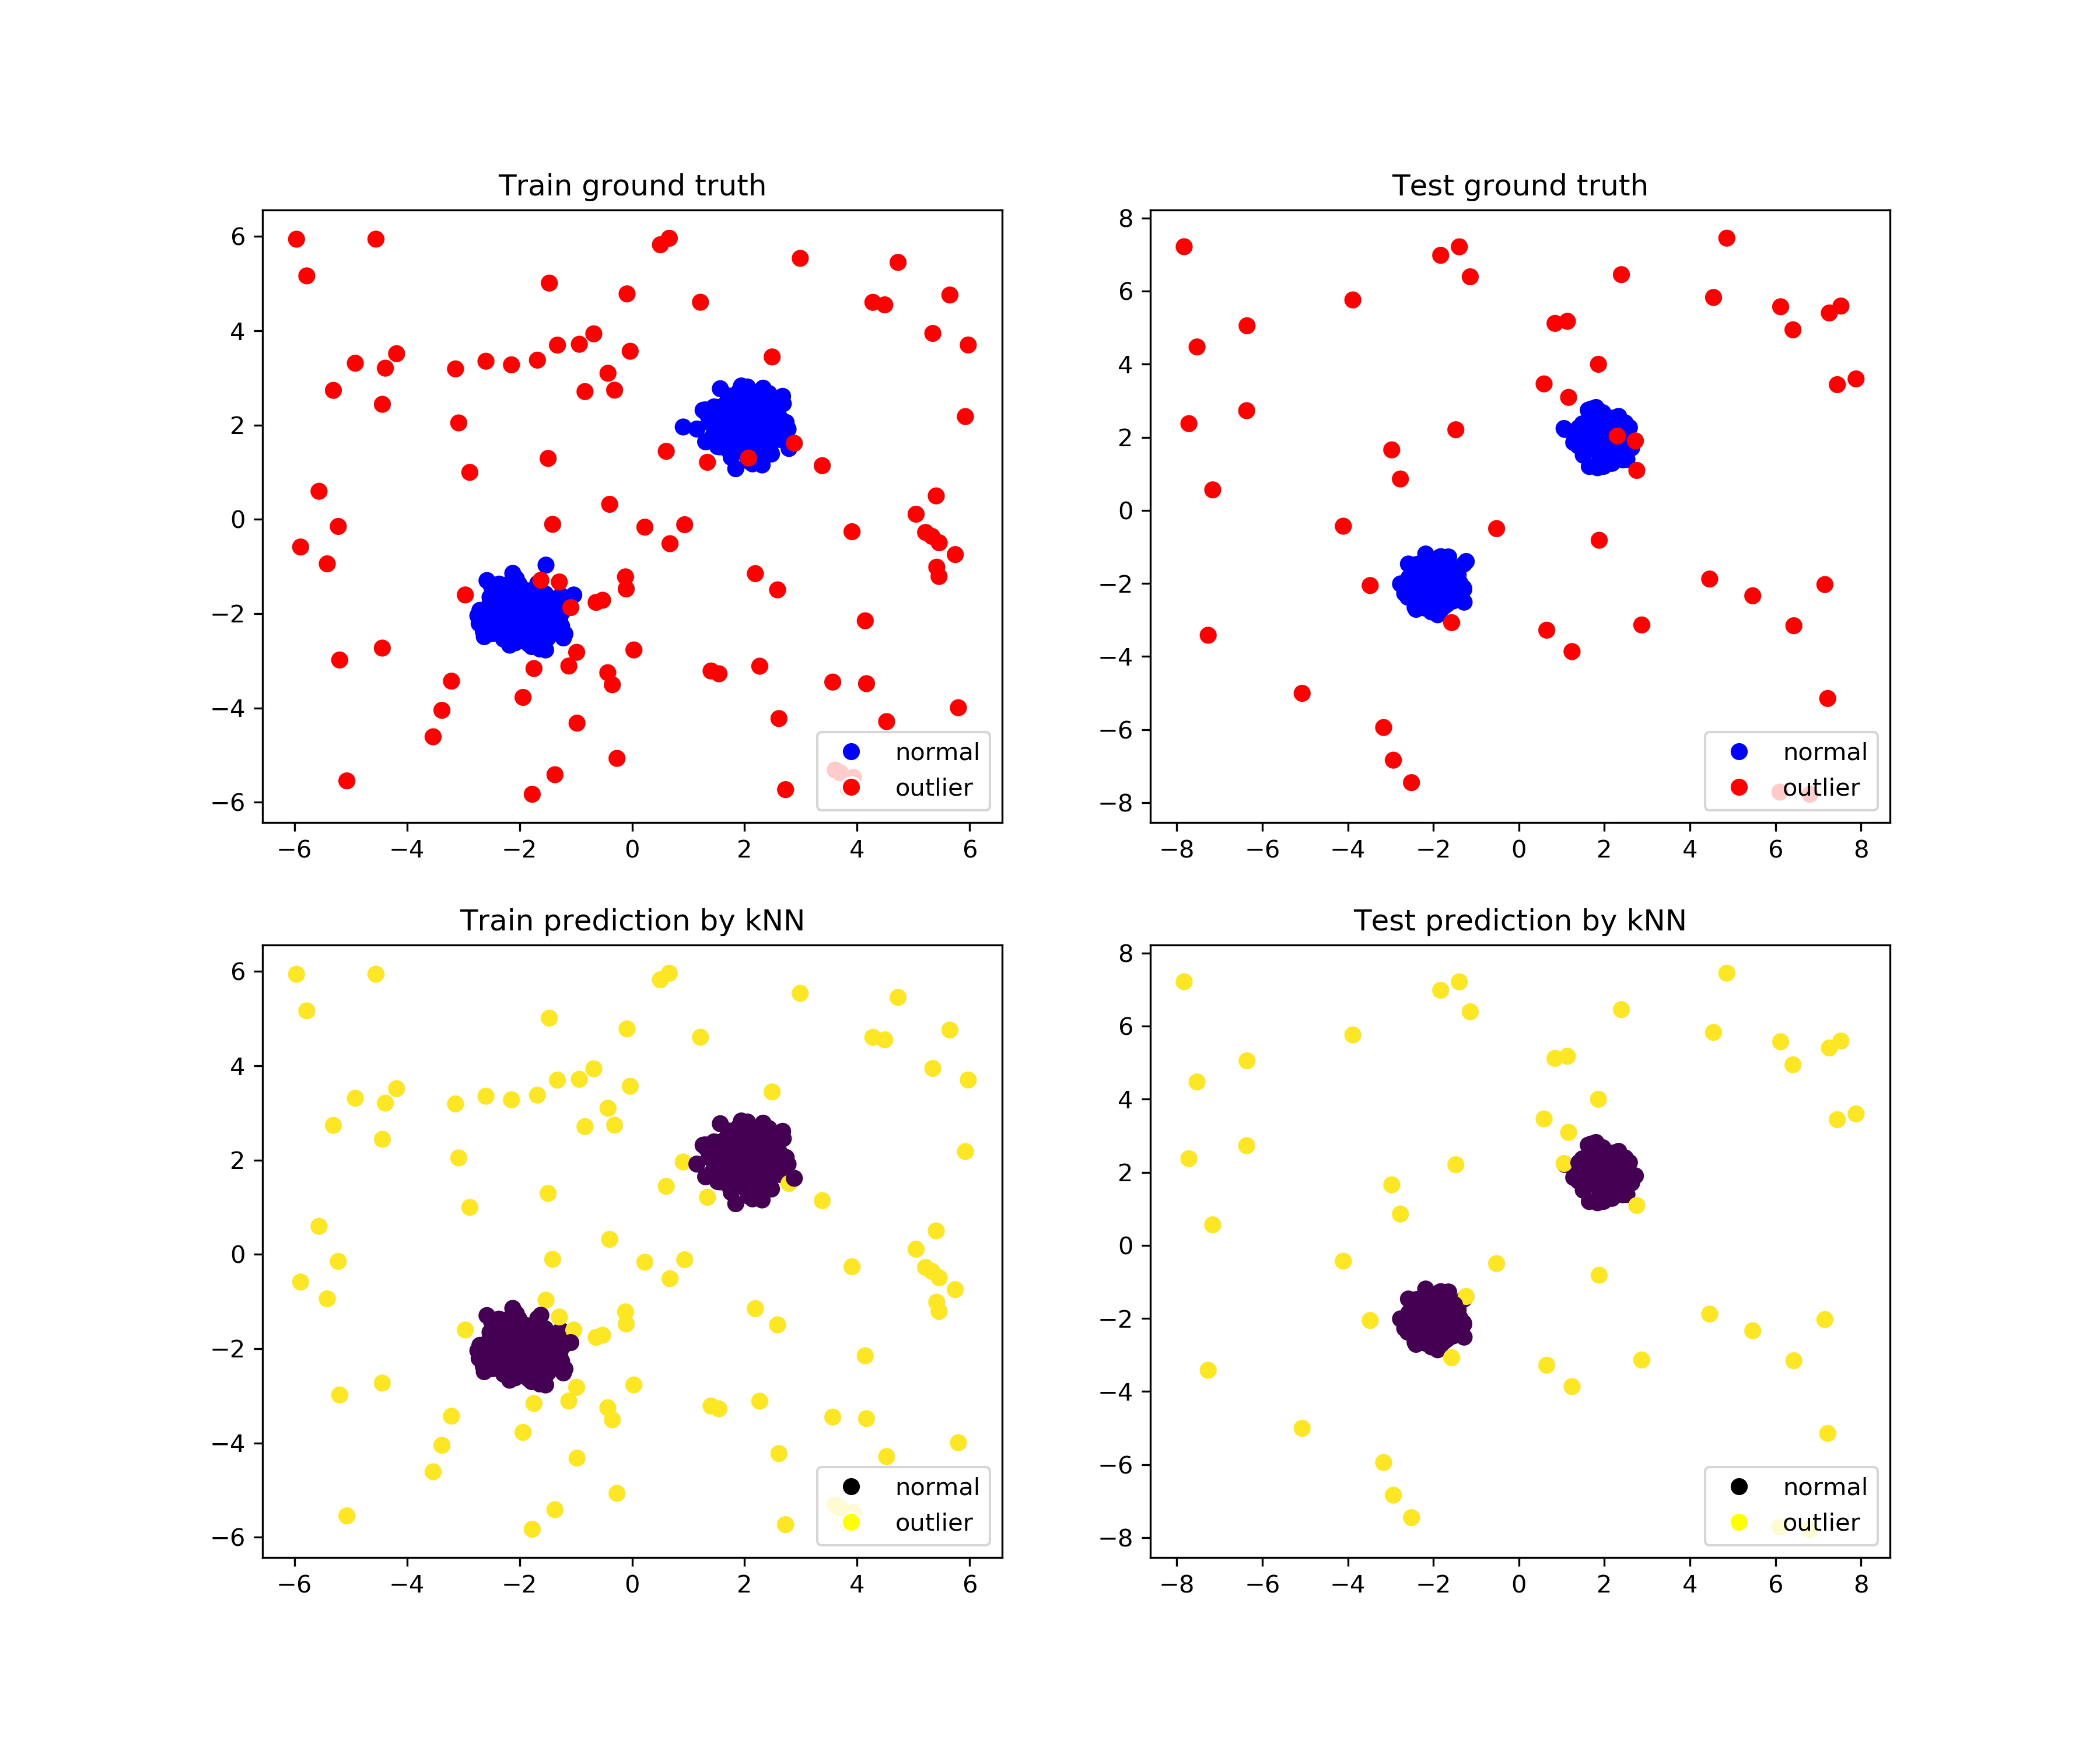 Train ground truth
6
4
2
0
−2
−4
−6
−6 −4 −2 0 2 4 6
normal
outlier
Test ground truth
8
6
4
2
0
−2
−4
−6
−8
−8 −6 −4 −2 0 2 4 6 8
normal
outlier
Train prediction by kNN
6
4
2
0
−2
−4
−6
−6 −4 −2 0 2 4 6
normal
outlier
Test prediction by kNN
8
6
4
2
0
−2
−4
−6
−8
−8 −6 −4 −2 0 2 4 6 8
normal
outlier